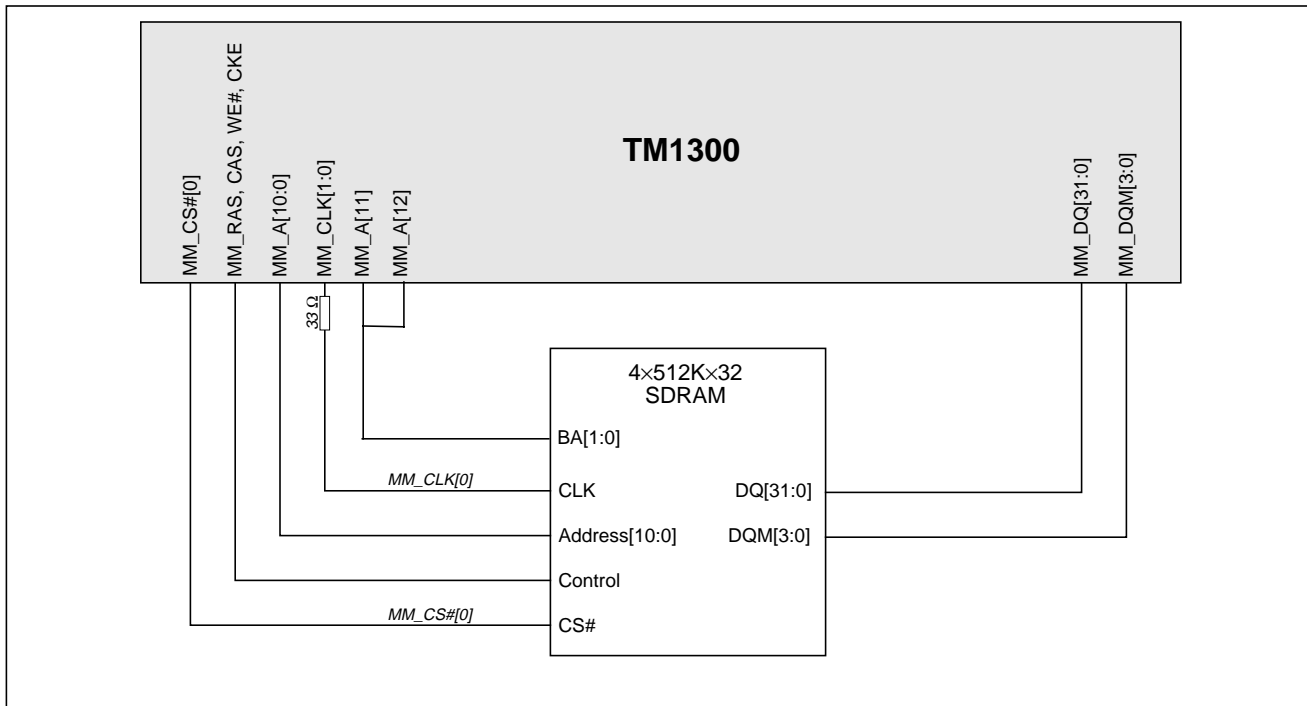 TM1300
MM_CS#[0]
MM_RAS, CAS, WE#, CKE
MM_A[10:0]
MM_CLK[1:0]
MM_A[11]
MM_A[12]
MM_DQ[31:0]
MM_DQM[3:0]
33 Ω
4×512K×32
SDRAM
BA[1:0]
MM_CLK[0]
CLK
DQ[31:0]
Address[10:0]
DQM[3:0]
Control
MM_CS#[0]
CS#